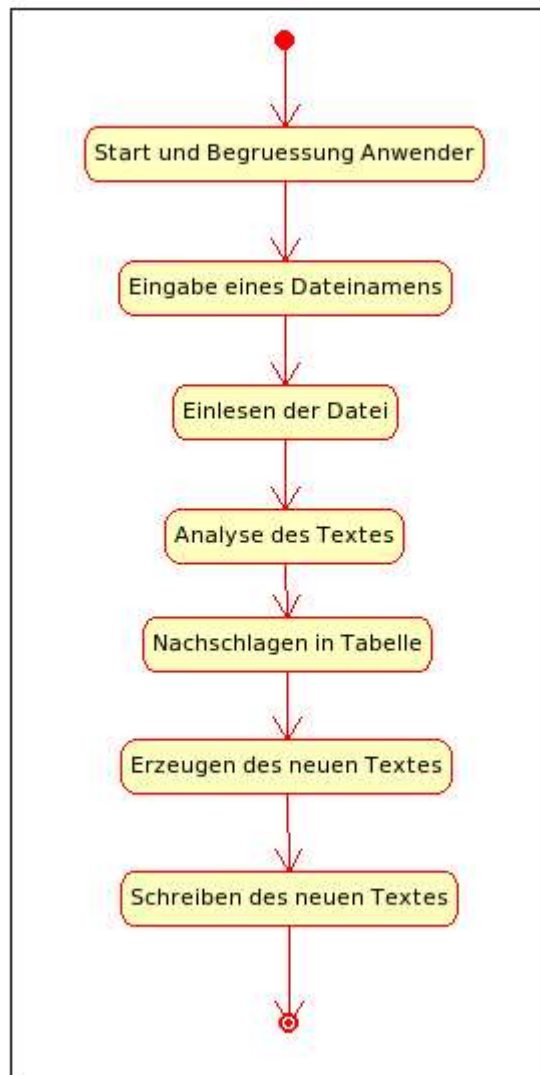 Start und Begruessung Anwender
Eingabe eines Dateinamens
Einlesen der Datei
Analyse des Textes
Nachschlagen in Tabelle
Erzeugen des neuen Textes
Schreiben des neuen Textes